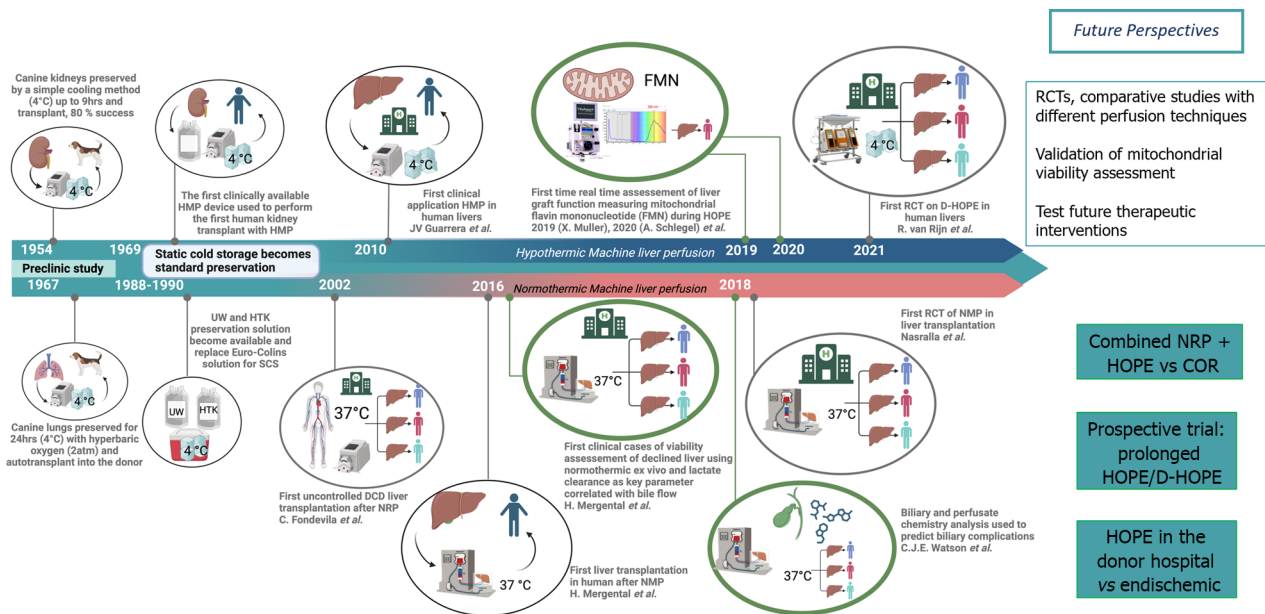 Future Perspectives
Canine kidneys preserved
by a simple cooling method
(4°C) up to 9hrs and
transplant, 80 % success
4 °C
4 °C
The first clinically available
HMP device used to perform
the first human kidney
transplant with HMP
4 °C
First clinical
application HMP in
human livers
JV Guarrera et al.
FMN
First time real time assessment of liver
graft function measuring mitochondrial
flavin mononucleotide (FMN) during HOPE
2019 (X. Muller), 2020 (A. Schlegel) et al.
H
4 °C
First RCT on D-HOPE in
human livers
R. van Rijn et al.
RCTs, comparative studies with
different perfusion techniques
Validation of mitochondrial
viability assessment
Test future therapeutic
interventions
1954
1969
2010
Hypothermic Machine liver perfusion
2019
2020
2021
Preclinic study
Static cold storage becomes
standard preservation
1967
1988-1990
2002
2016
Normothermic Machine liver perfusion
2018
4 °C
Canine lungs preserved for
24hrs (4°C) with hyperbaric
oxygen (2atm) and
autotransplant into the donor
UW and HTK
preservation solution
become available and
replace Euro-Colins
solution for SCS
UW
HTK
4 °C
37°C
First uncontrolled DCD liver
transplantation after NRP
C. Fondevila et al.
37 °C
First liver transplantation
in human after NMP
H. Mergental et al.
H
37°C
First clinical cases of viability
assessment of declined liver using
normothermic ex vivo and lactate
clearance as key parameter
correlated with bile flow
H. Mergental et al.
First RCT of NMP in
liver transplantation
Nasralla et al.
H
37°C
37°C
Biliary and perfusate
chemistry analysis used to
predict biliary complications
C.J.E. Watson et al.
Combined NRP +
HOPE vs COR
Prospective trial:
prolonged
HOPE/D-HOPE
HOPE in the
donor hospital
vs endischemic